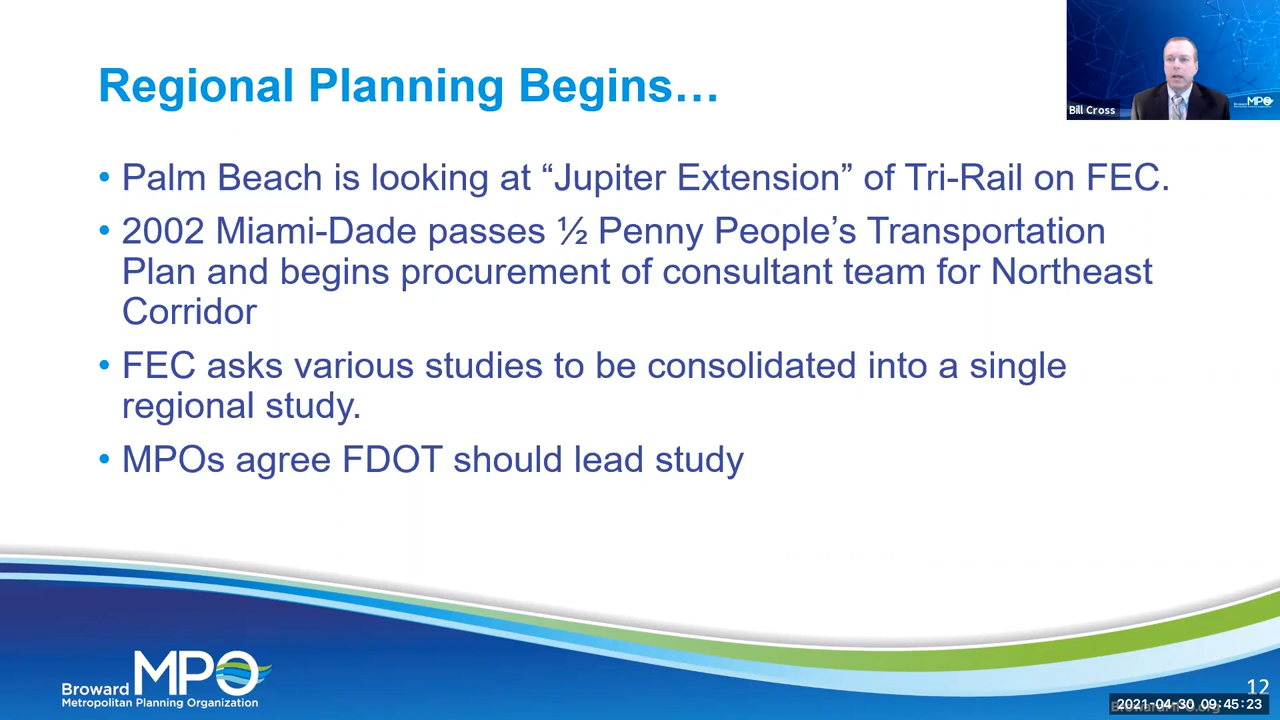 Regional Planning Begins…
Bill Cross
MPO
• Palm Beach is looking at “Jupiter Extension” of Tri-Rail on FEC.
• 2002 Miami-Dade passes ½ Penny People’s Transportation
Plan and begins procurement of consultant team for Northeast
Corridor
• FEC asks various studies to be consolidated into a single
regional study.
• MPOs agree FDOT should lead study
Broward MPO
Metropolitan Planning Organization
12
2021-04-30 09:45:23